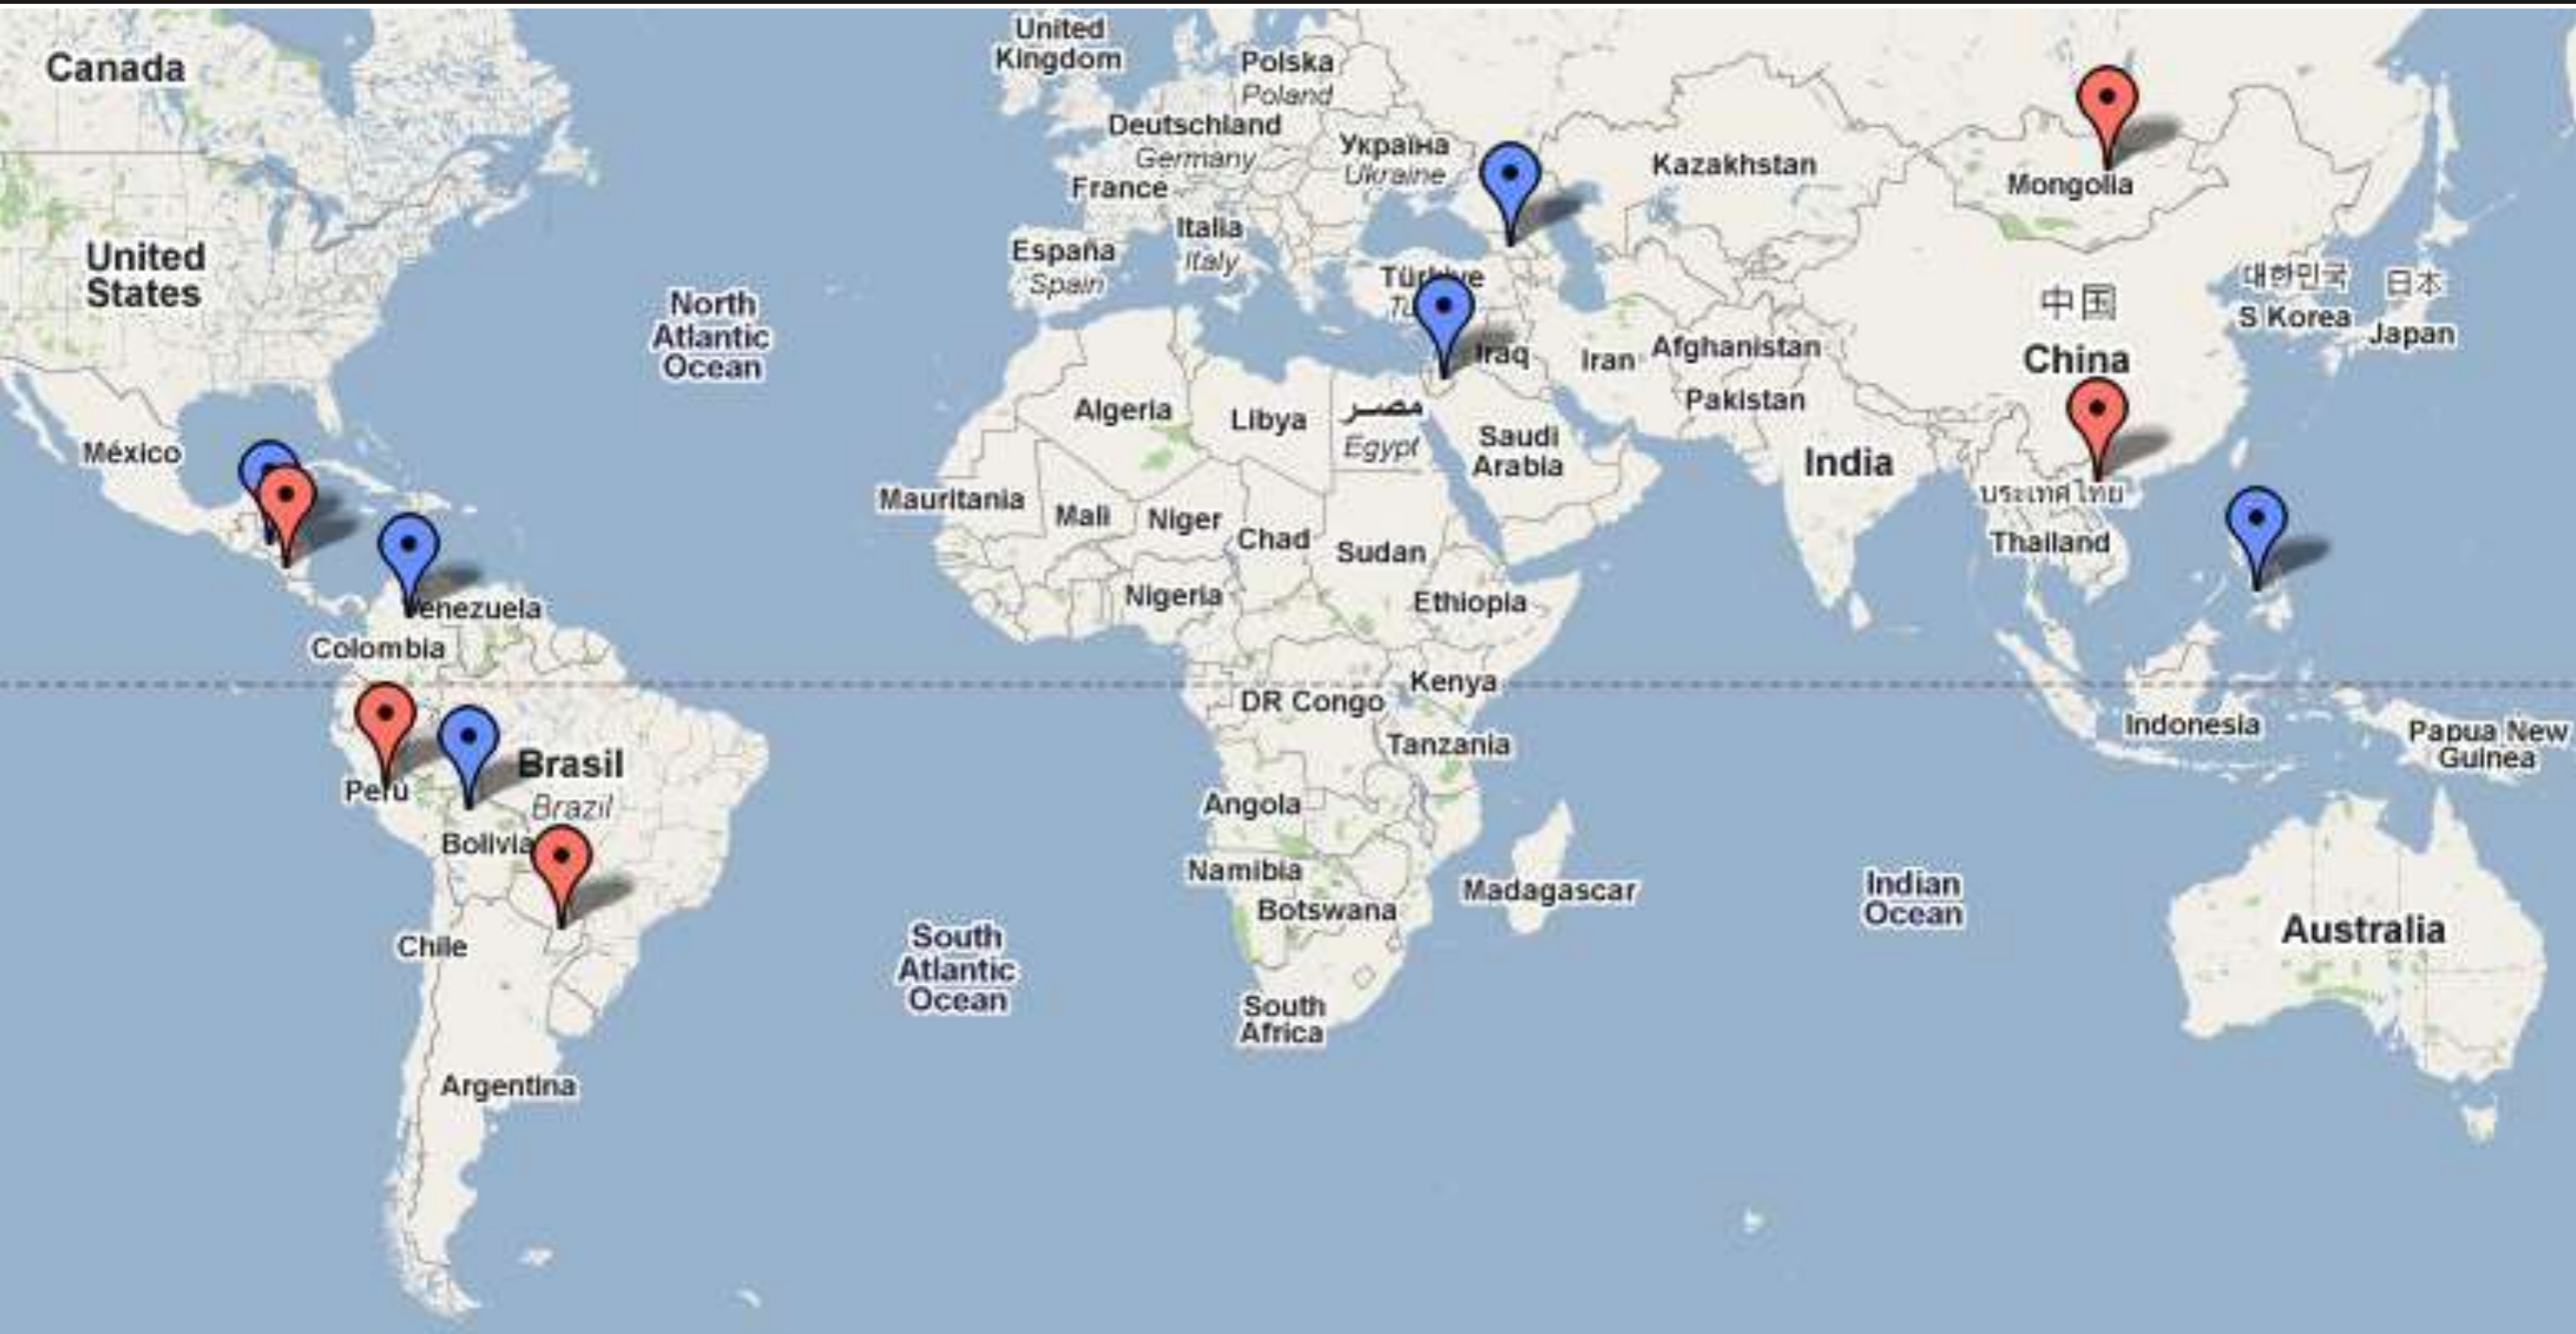 Canada
United
States
México
Venezuela
Colombia
Perú
Brasil
Brazil
Bolivia
Chile
Argentina
North
Atlantic
Ocean
South
Atlantic
Ocean
United
Kingdom
Polska
Poland
Deutschland
Germany
France
Україна
Ukraine
España
Spain
Italia
Italy
Türkiye
Kazakhstan
Mongolia
Iraq
Iran
Afghanistan
Pakistan
中国
China
대한민국
S Korea
日本
Japan
Algeria
Libya
مصر
Egypt
Saudi
Arabia
India
ประเทศไทย
Thailand
Mauritania
Mali
Niger
Chad
Sudan
Nigeria
Ethiopia
DR Congo
Kenya
Tanzania
Angola
Namibia
Botswana
Madagascar
South
Africa
Indian
Ocean
Indonesia
Papua New
Guinea
Australia